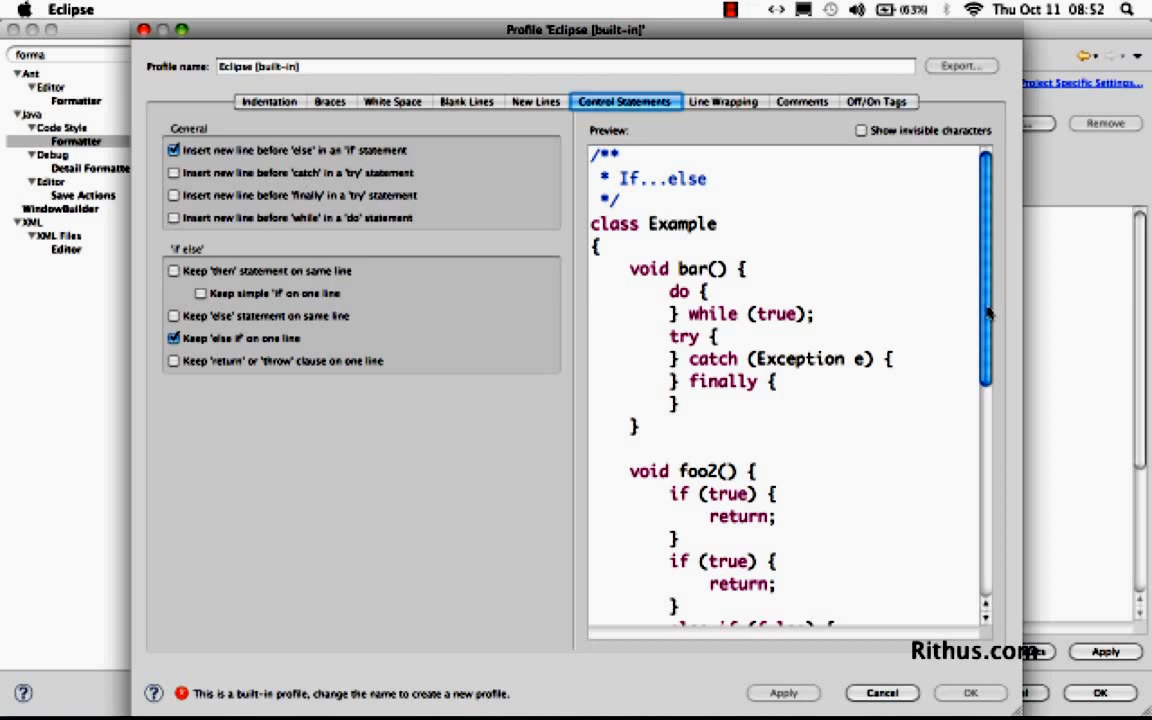 Eclipse
(63%)
Thu Oct 11 08:52
Profile 'Eclipse [built-in]'
forma
Ant
Editor
Formatter
Java
Code Style
Formatter
Debug
Detail Formatte
Editor
Save Actions
WindowBuilder
XML
XML Files
Editor
Profile name:
Eclipse [built-in]
Export...
Indentation
Braces
White Space
Blank Lines
New Lines
Control Statements
Line Wrapping
Comments
Off/On Tags
General
Insert new line before 'else' in an 'if' statement
Insert new line before 'catch' in a 'try' statement
Insert new line before 'finally' in a 'try' statement
Insert new line before 'while' in a 'do' statement
'if else'
Keep 'then' statement on same line
Keep simple 'if' on one line
Keep 'else' statement on same line
Keep 'else if' on one line
Keep 'return' or 'throw' clause on one line
Preview:
Show invisible characters
/**
* If...else
*/
class Example
{
void bar() {
do {
} while (true);
try {
} catch (Exception e) {
} finally {
}
}
void foo2() {
if (true) {
return;
}
if (true) {
return;
}
else if (false) {
Project Specific Settings...
...
Remove
Rithus.com
Apply
OK
This is a built-in profile, change the name to create a new profile.
Apply
Cancel
OK